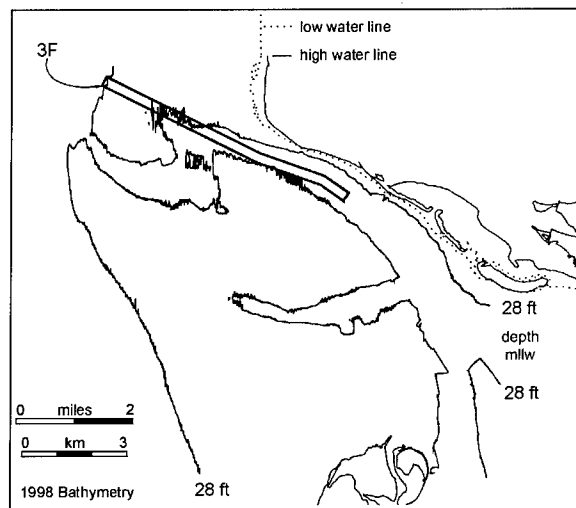 low water line
3F
high water line
28 ft
depth
mllw
28 ft
0 miles 2
0 km 3
1998 Bathymetry
28 ft